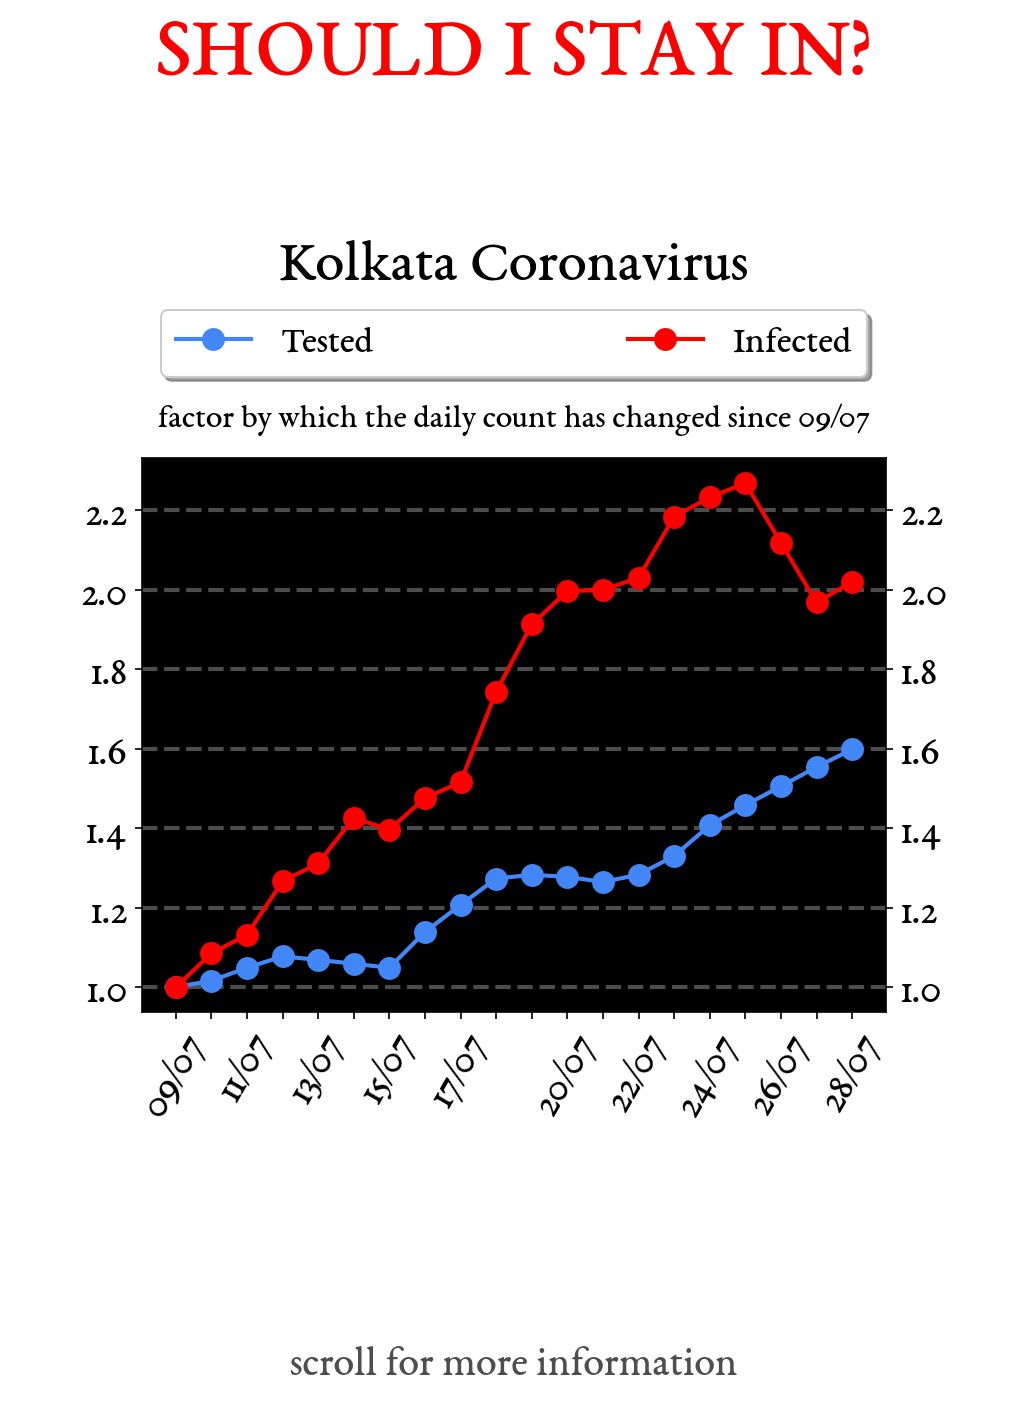 SHOULD I STAY IN?
Kolkata Coronavirus
Tested Infected
factor by which the daily count has changed since 09/07
2.2 2.2
2.0 2.0
1.8 1.8
1.6 1.6
1.4 1.4
1.2 1.2
1.0 1.0
09/07 11/07 13/07 15/07 17/07 20/07 22/07 24/07 26/07 28/07
scroll for more information